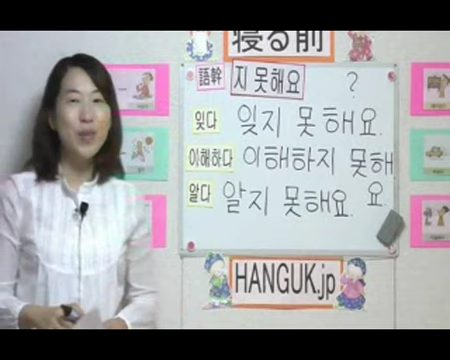 寝る前
語幹 지 못해요 ?
잊다 잊지 못해요.
이해하다 이해하지 못해
요.
알다 알지 못해요.
HANGUK.jp